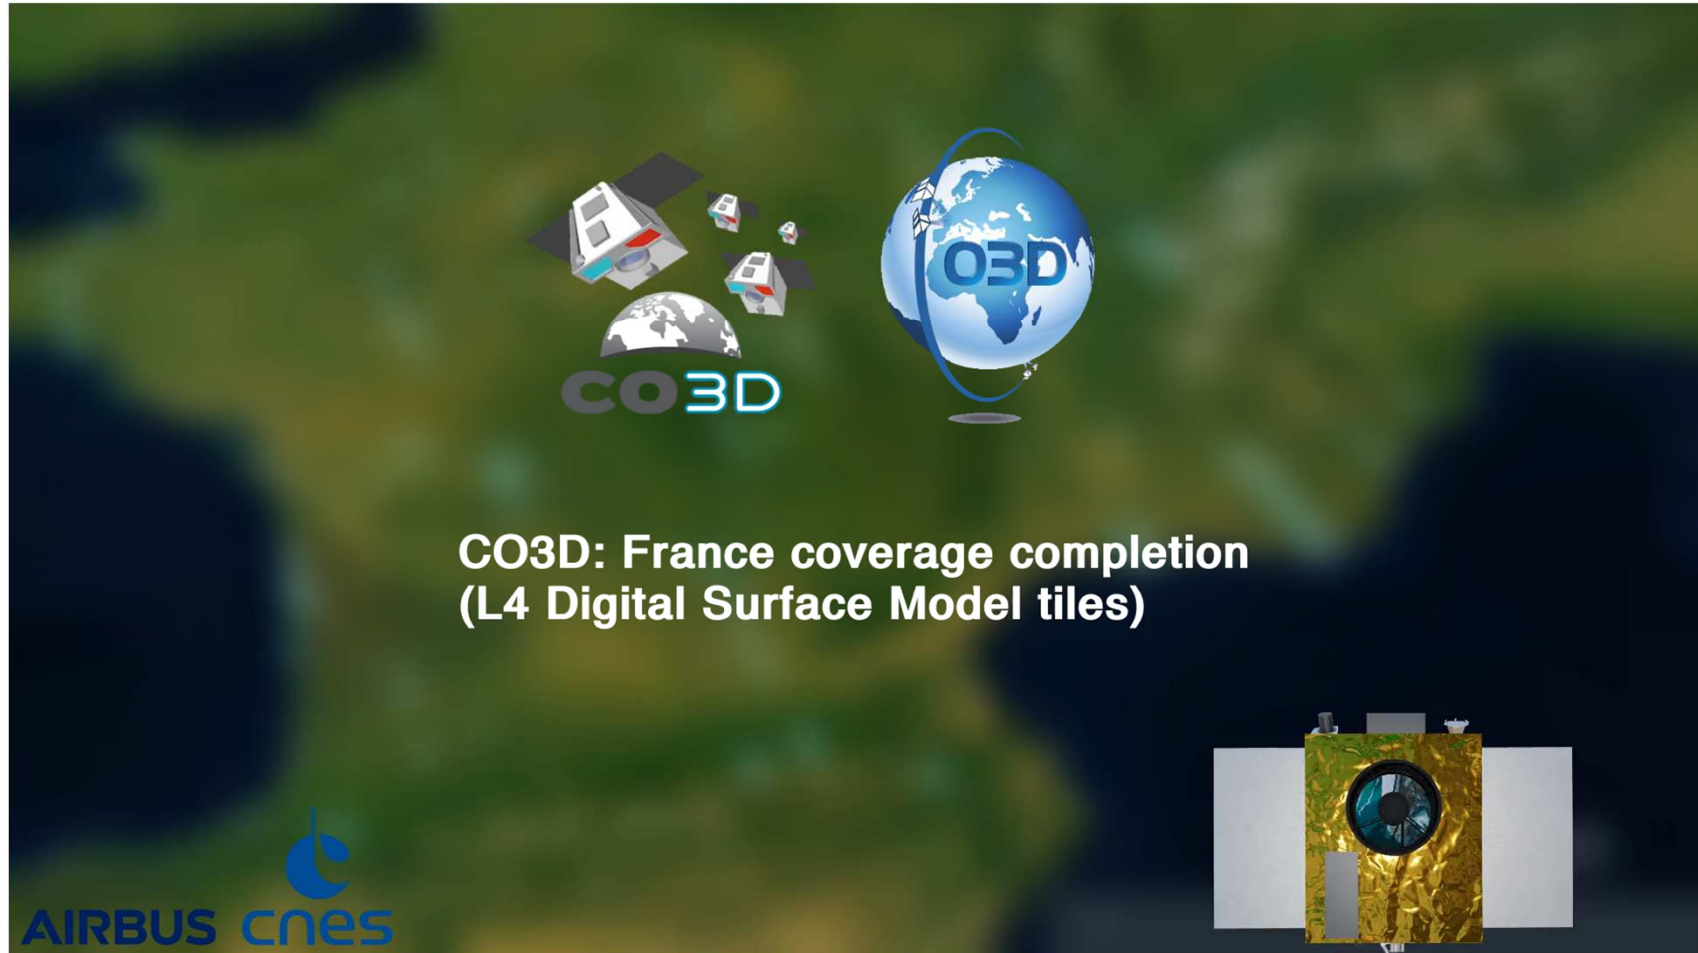 CO3D
O3D
CO3D: France coverage completion
(L4 Digital Surface Model tiles)
AIRBUS cnes